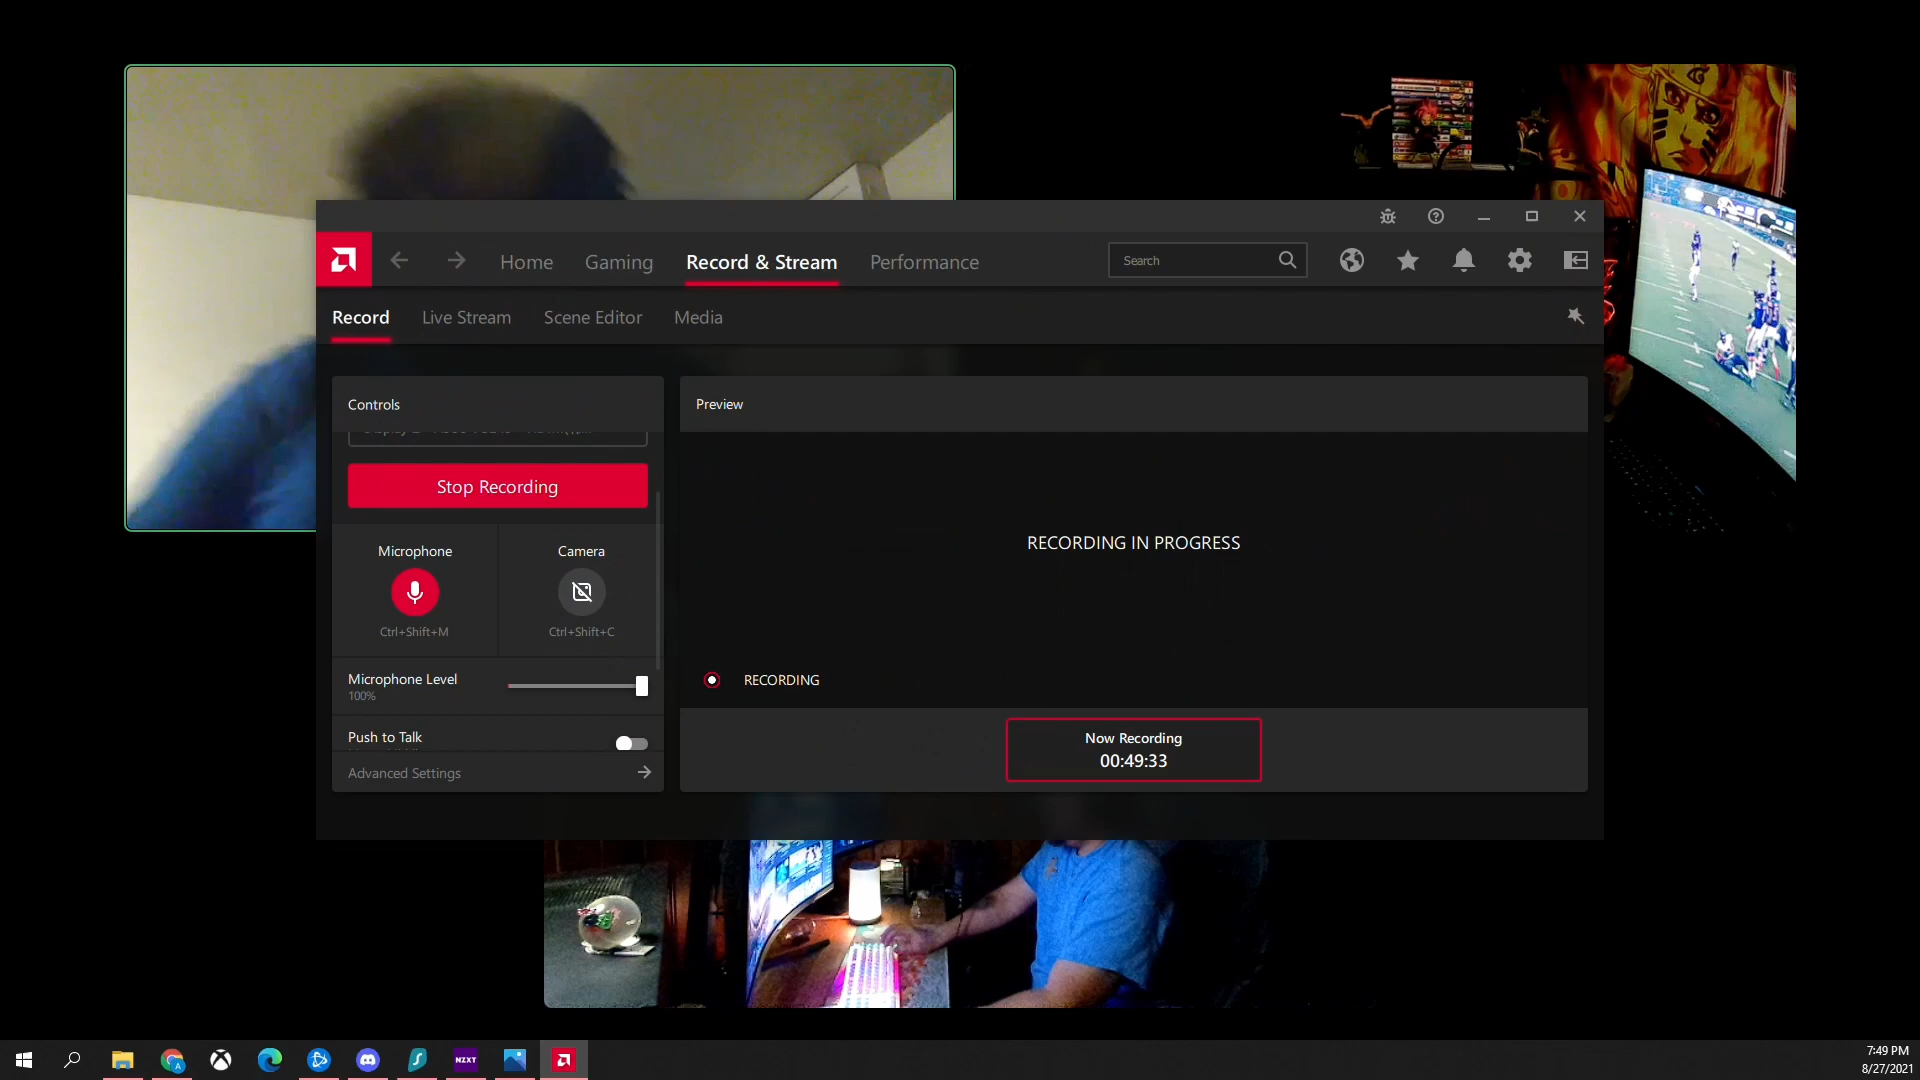 Home
Gaming
Record & Stream
Performance
Search
Record
Live Stream
Scene Editor
Media
Controls
Preview
Stop Recording
RECORDING IN PROGRESS
Microphone
Camera
Ctrl+Shift+M
Ctrl+Shift+C
Microphone Level
100%
RECORDING
Push to Talk
Now Recording
00:49:33
Advanced Settings
NZXT
7:49 PM
8/27/2021